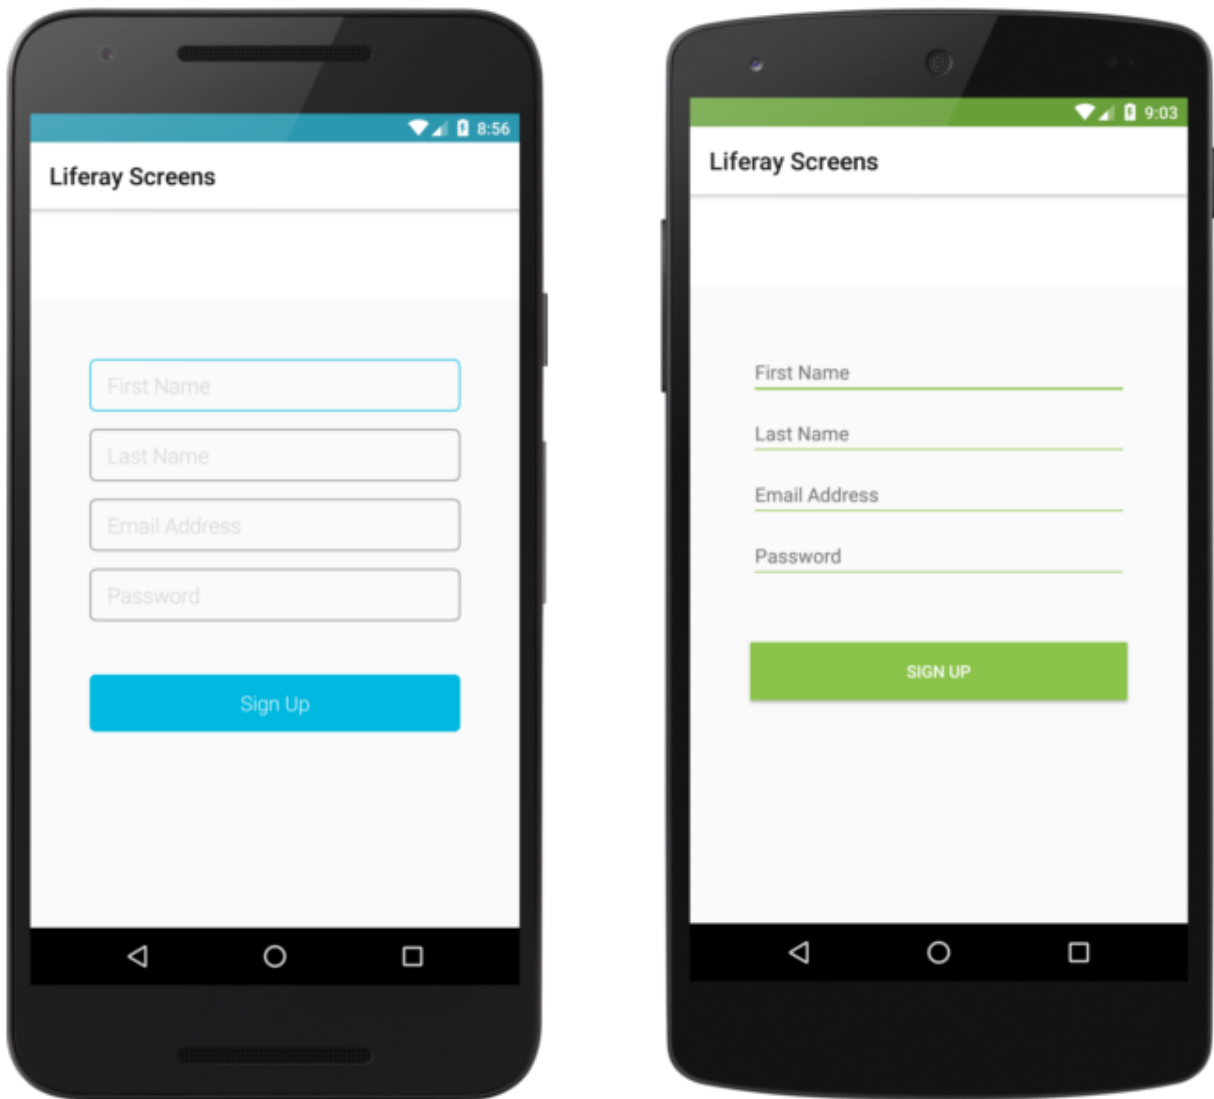 8:56
Liferay Screens
First Name
Last Name
Email Address
Password
Sign Up
9:03
Liferay Screens
First Name
Last Name
Email Address
Password
SIGN UP